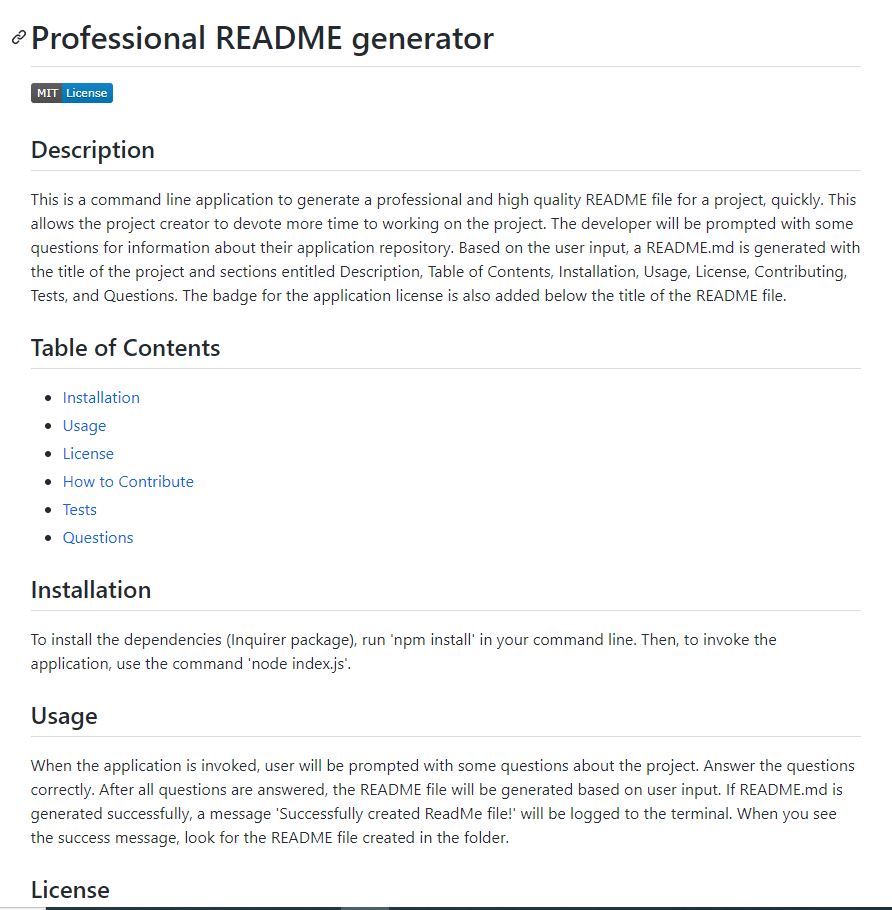 Professional README generator
MIT License
Description
This is a command line application to generate a professional and high quality README file for a project, quickly. This
allows the project creator to devote more time to working on the project. The developer will be prompted with some
questions for information about their application repository. Based on the user input, a README.md is generated with
the title of the project and sections entitled Description, Table of Contents, Installation, Usage, License, Contributing,
Tests, and Questions. The badge for the application license is also added below the title of the README file.
Table of Contents
Installation
Usage
License
How to Contribute
Tests
Questions
Installation
To install the dependencies (Inquirer package), run 'npm install' in your command line. Then, to invoke the
application, use the command 'node index.js'.
Usage
When the application is invoked, user will be prompted with some questions about the project. Answer the questions
correctly. After all questions are answered, the README file will be generated based on user input. If README.md is
generated successfully, a message 'Successfully created ReadMe file!' will be logged to the terminal. When you see
the success message, look for the README file created in the folder.
License